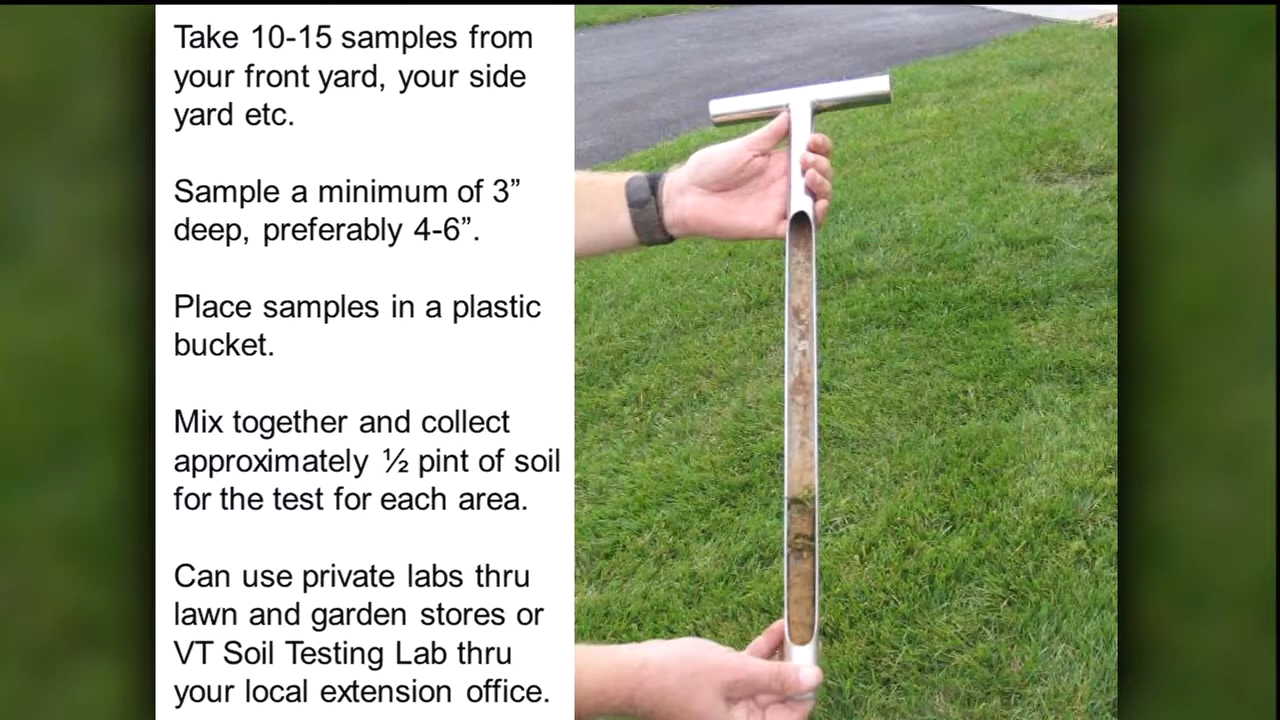 Take 10-15 samples from
your front yard, your side
yard etc.
Sample a minimum of 3”
deep, preferably 4-6”.
Place samples in a plastic
bucket.
Mix together and collect
approximately ½ pint of soil
for the test for each area.
Can use private labs thru
lawn and garden stores or
VT Soil Testing Lab thru
your local extension office.